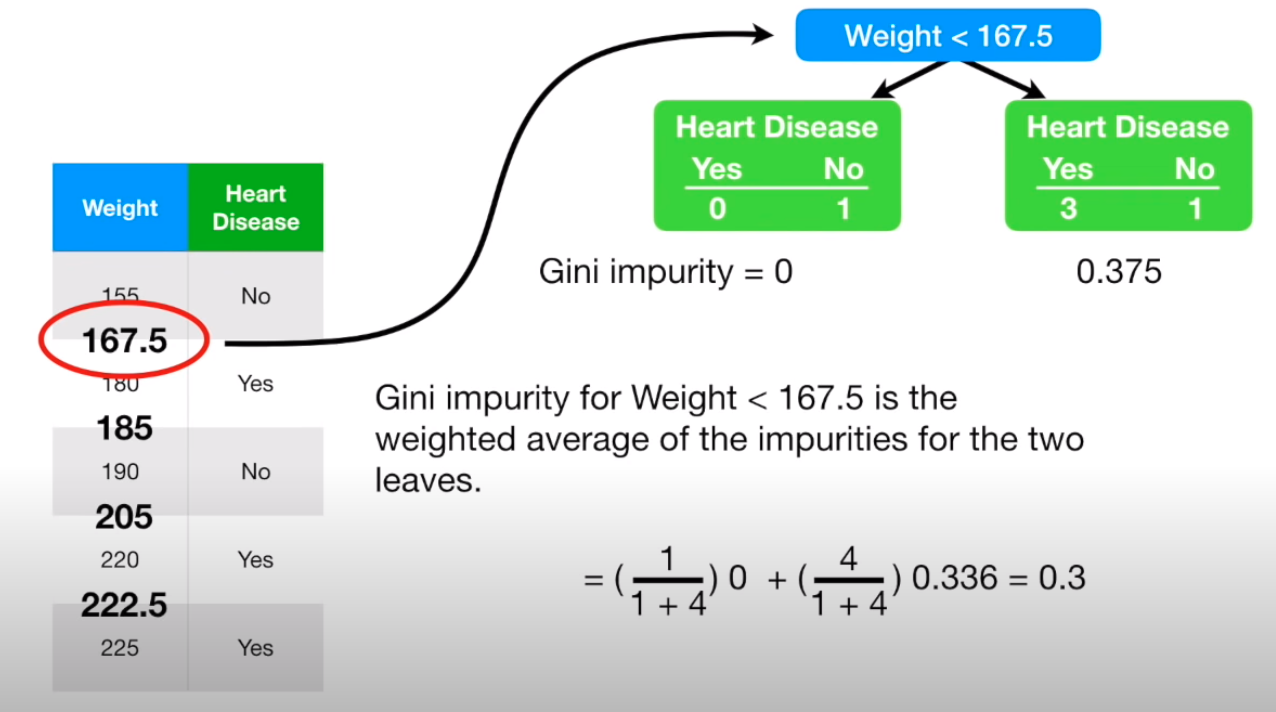 Weight < 167.5
Heart Disease
Yes No
0 1
Heart Disease
Yes No
3 1
Gini impurity = 0
0.375
Weight Heart Disease
155 No
167.5
180 Yes
185
190 No
205
220 Yes
222.5
225 Yes
Gini impurity for Weight < 167.5 is the
weighted average of the impurities for the two
leaves.
= (1/(1 + 4)) 0 + (4/(1 + 4)) 0.336 = 0.3